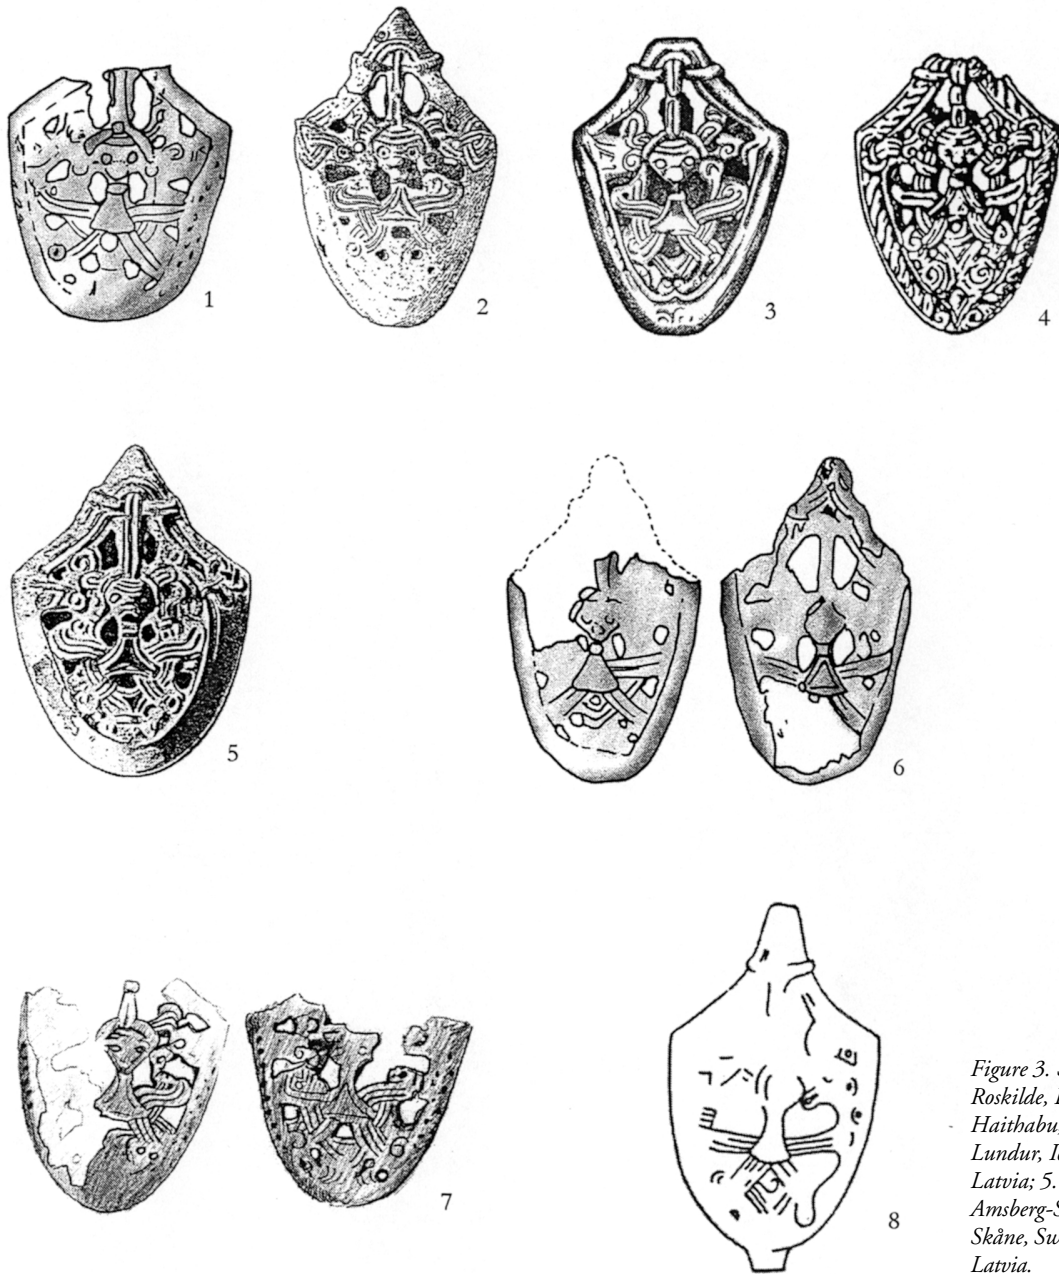 1
2
3
4
5
6
7
8
Figure 3.
Roskilde,
Haithabu,
Lundur,
Latvia; 5.
Amsberg-
Skåne,
Latvia.